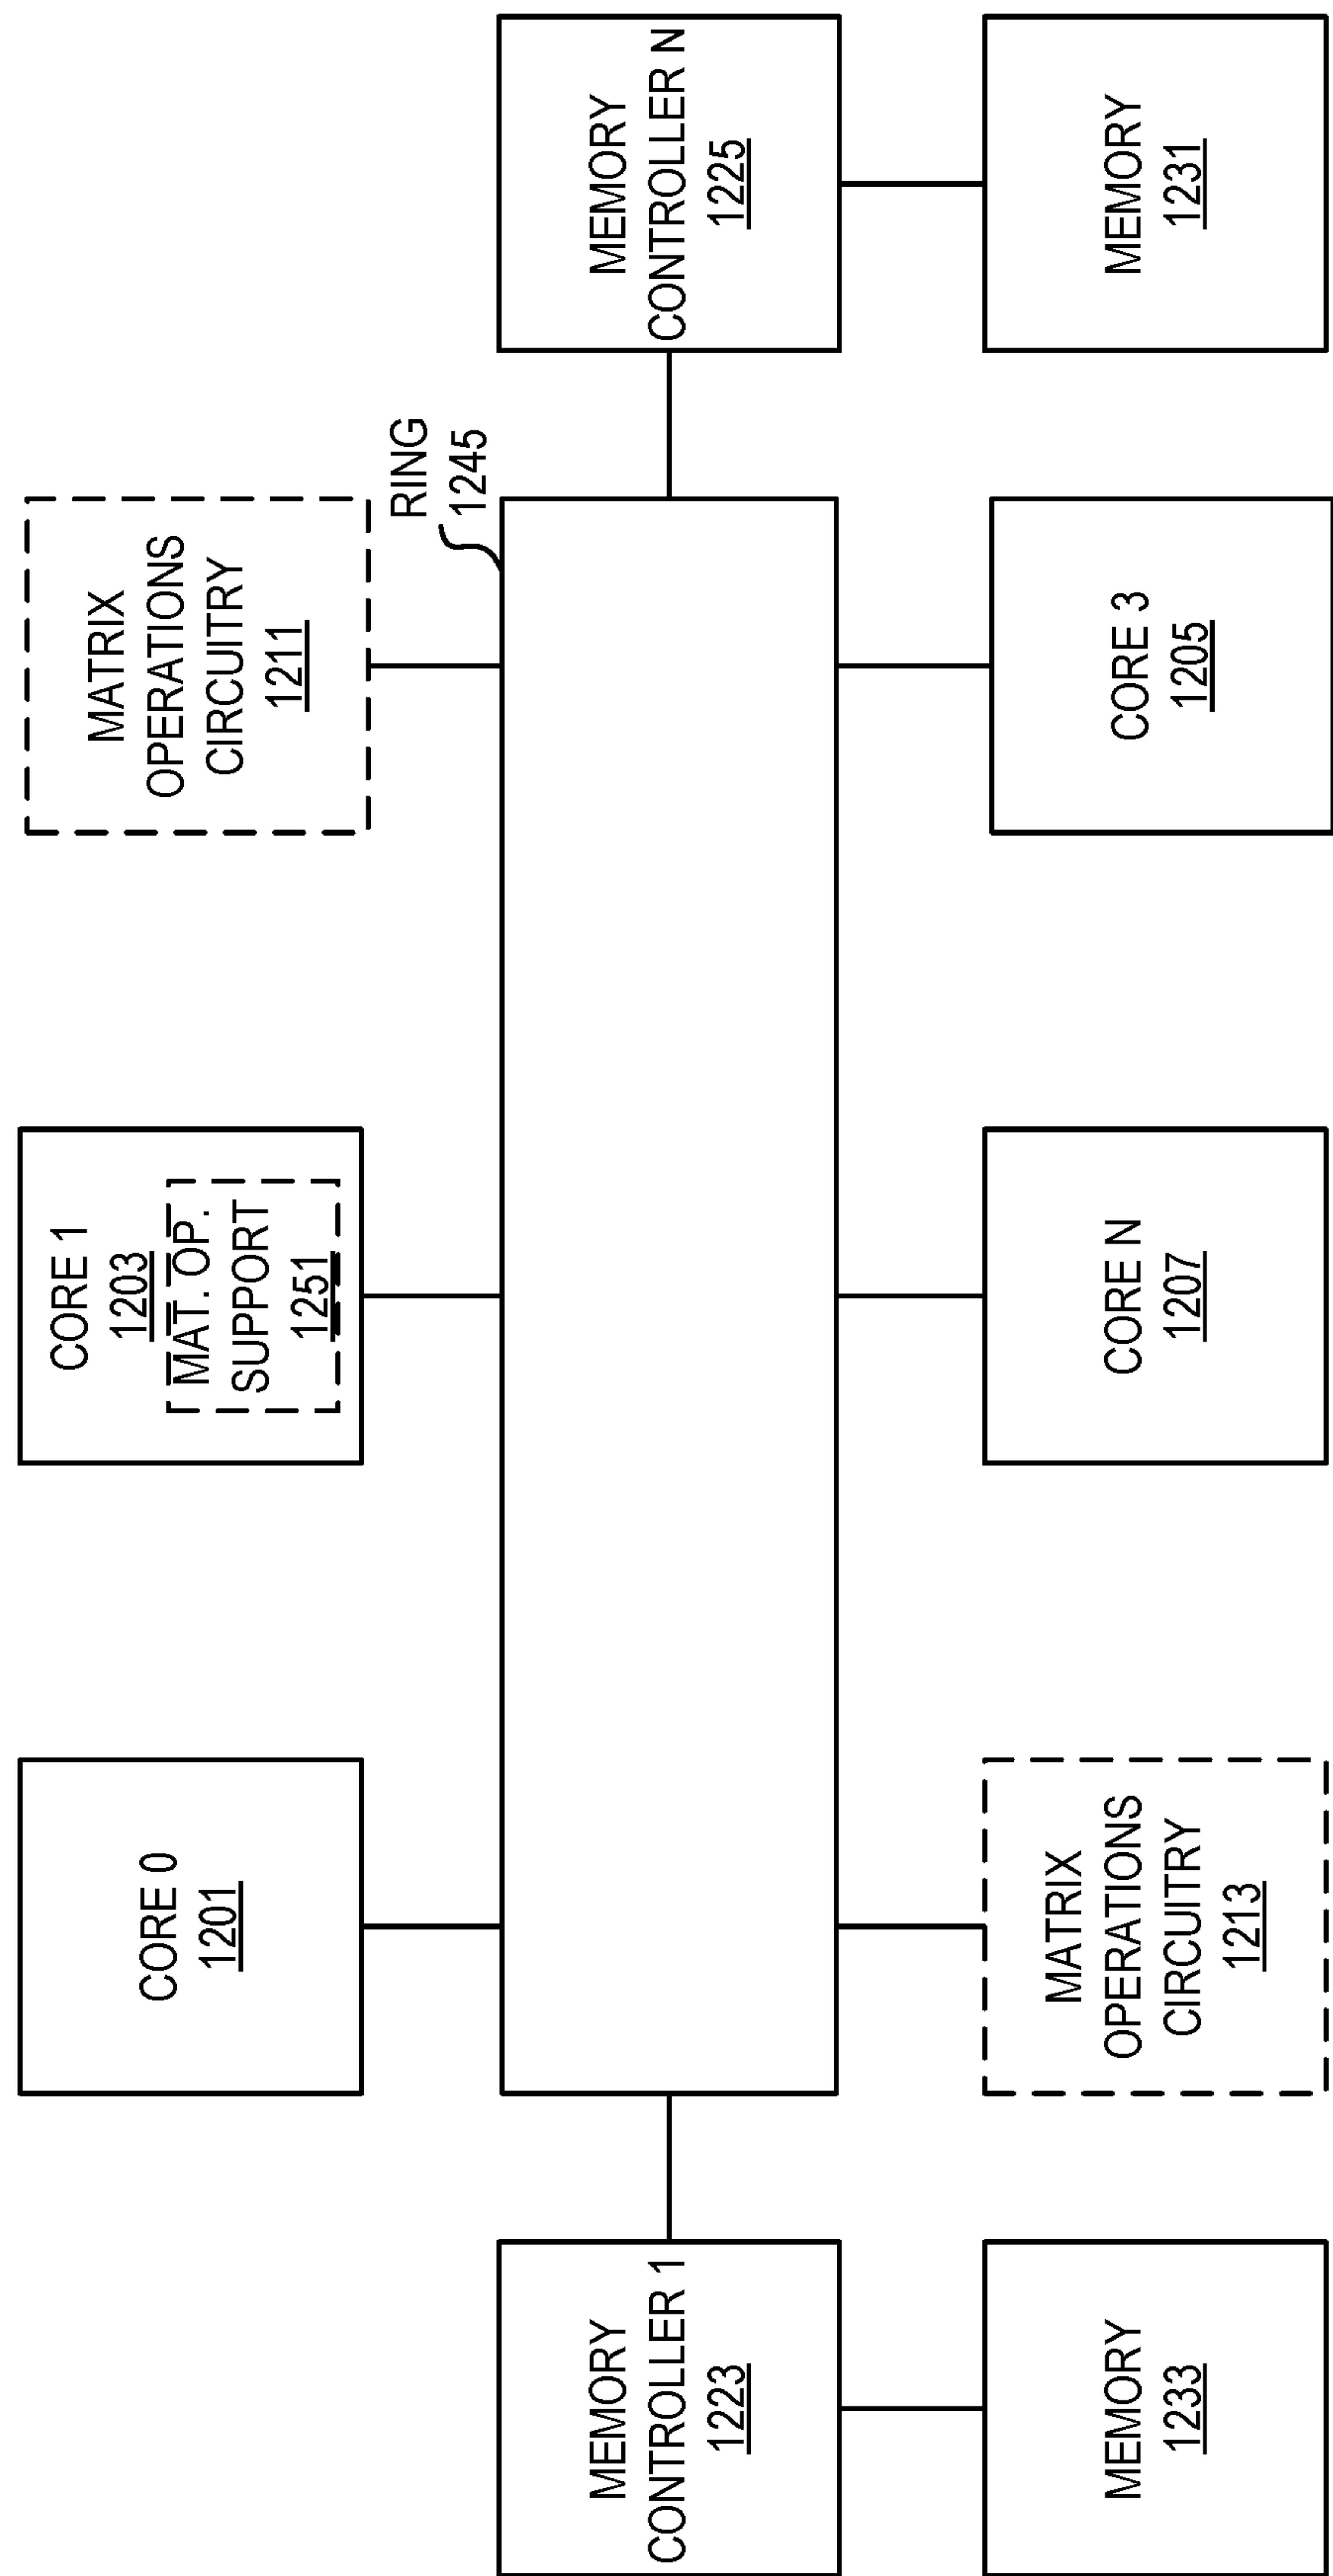 CORE 0
1201
CORE 1
1203
MAT. OP.
SUPPORT
1251
MATRIX
OPERATIONS
CIRCUITRY
1211
RING
1245
MEMORY
CONTROLLER 1
1223
MEMORY
CONTROLLER N
1225
MEMORY
1233
MATRIX
OPERATIONS
CIRCUITRY
1213
CORE N
1207
CORE 3
1205
MEMORY
1231